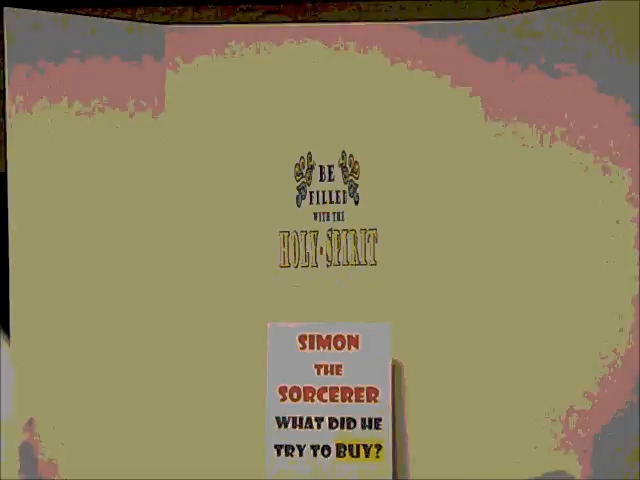 BE
FILLED
WITH THE
HOLY SPIRIT
SIMON
THE
SORCERER
WHAT DID HE
TRY TO BUY?